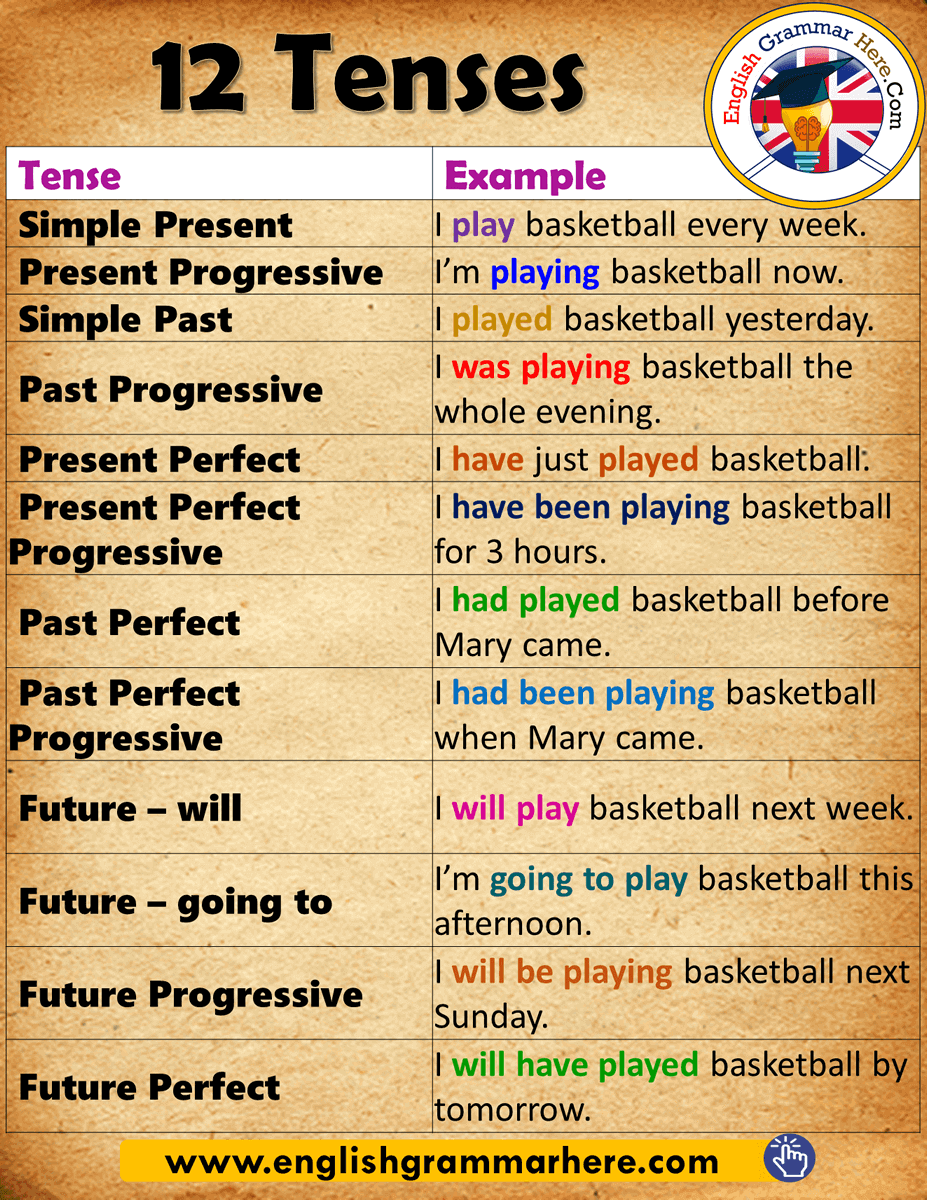 12 Tenses
English Grammar Here.Com
Tense Example
Simple Present I play basketball every week.
Present Progressive I’m playing basketball now.
Simple Past I played basketball yesterday.
Past Progressive I was playing basketball the
whole evening.
Present Perfect I have just played basketball.
Present Perfect I have been playing basketball
Progressive for 3 hours.
Past Perfect I had played basketball before
Mary came.
Past Perfect I had been playing basketball
Progressive when Mary came.
Future – will I will play basketball next week.
Future – going to I’m going to play basketball this
afternoon.
Future Progressive I will be playing basketball next
Sunday.
Future Perfect I will have played basketball by
tomorrow.
www.englishgrammarhere.com